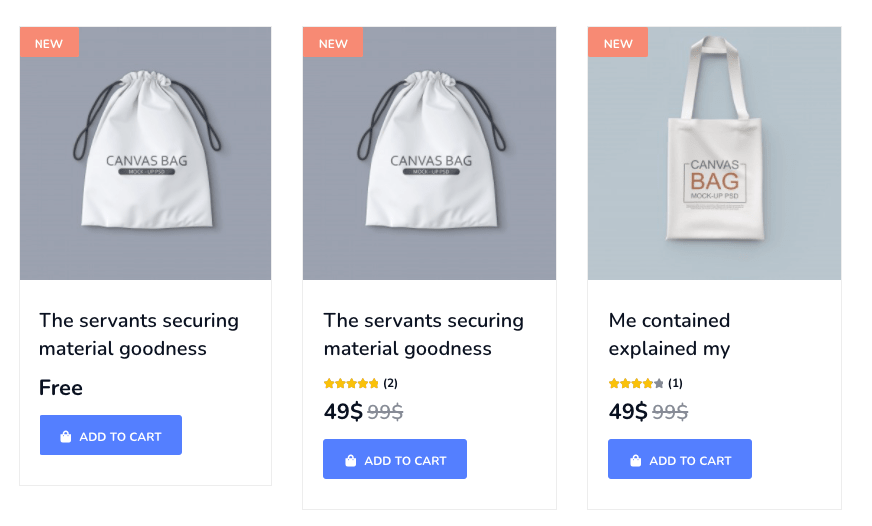 NEW
CANVAS BAG
MOCK - UP PSD
The servants securing
material goodness
Free
ADD TO CART
NEW
CANVAS BAG
MOCK - UP PSD
The servants securing
material goodness
(2)
49$ 99$
ADD TO CART
NEW
CANVAS
BAG
MOCK-UP PSD
Me contained
explained my
(1)
49$ 99$
ADD TO CART